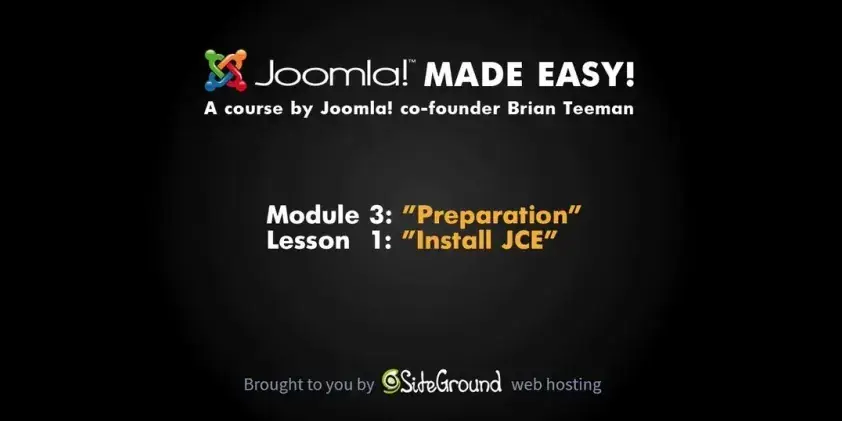 Joomla!™ MADE EASY!
A course by Joomla! co-founder Brian Teeman
Module 3: "Preparation"
Lesson 1: "Install JCE"
Brought to you by SiteGround web hosting